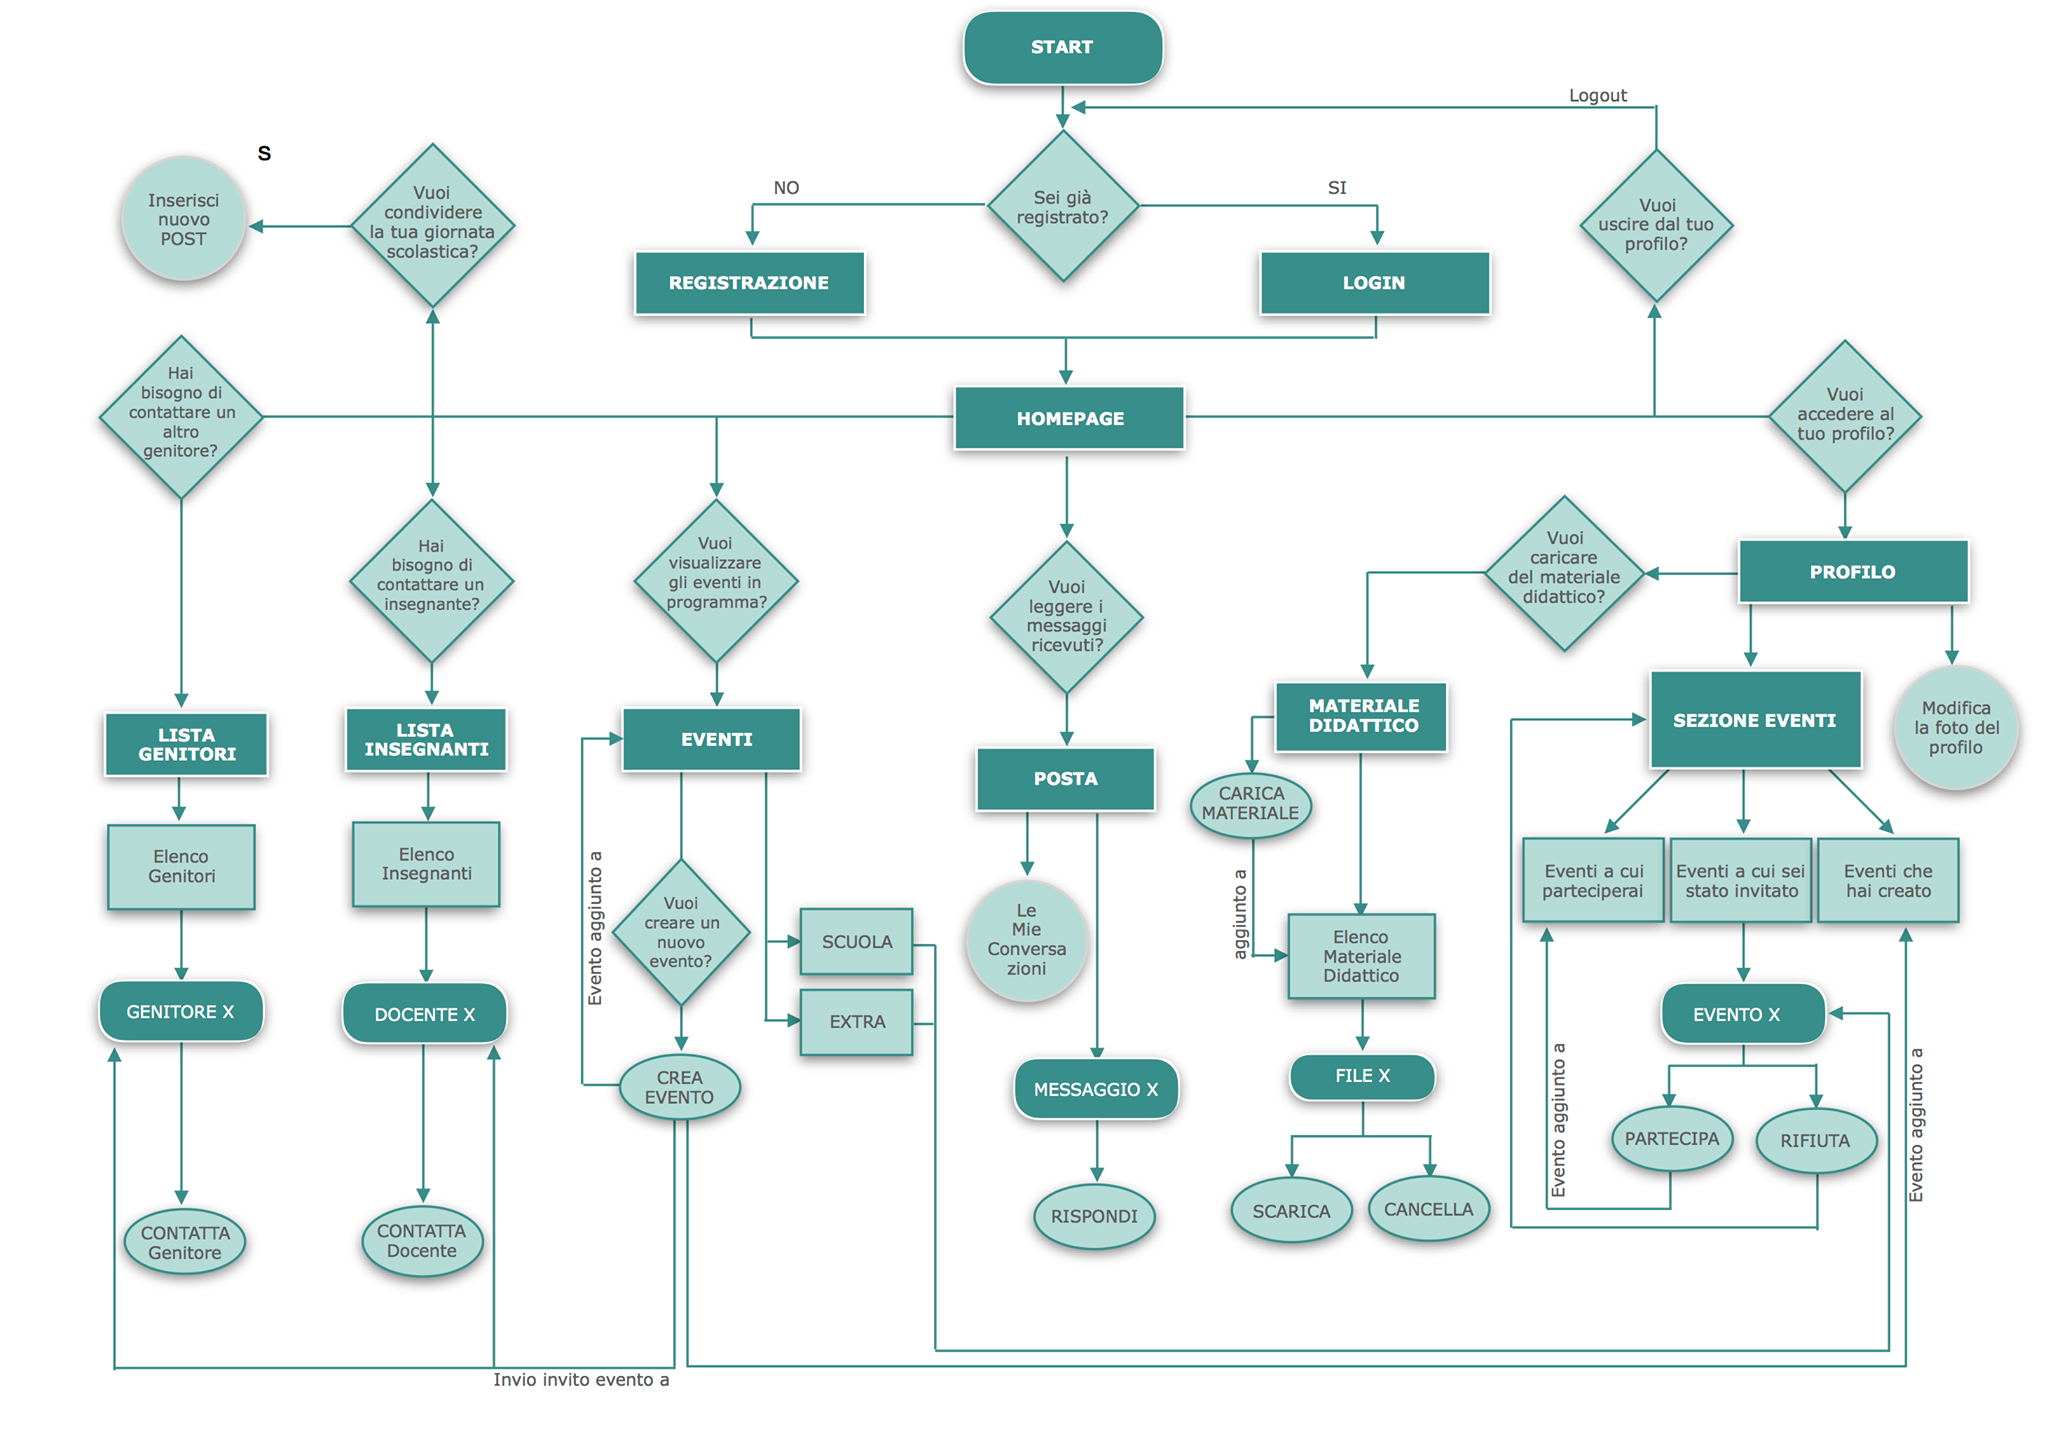 START
Logout
S
Inserisci
nuovo
POST
Vuoi
condividere
la tua giornata
scolastica?
NO
Sei già
registrato?
SI
Vuoi
uscire dal tuo
profilo?
REGISTRAZIONE
LOGIN
Hai
bisogno di
contattare un
altro
genitore?
HOMEPAGE
Vuoi
accedere al
tuo profilo?
Hai
bisogno di
contattare un
insegnante?
Vuoi
visualizzare
gli eventi in
programma?
Vuoi
leggere i
messaggi
ricevuti?
Vuoi
caricare
del materiale
didattico?
PROFILO
LISTA
GENITORI
LISTA
INSEGNANTI
EVENTI
POSTA
MATERIALE
DIDATTICO
SEZIONE EVENTI
Modifica
la foto del
profilo
CARICA
MATERIALE
Elenco
Genitori
Elenco
Insegnanti
Evento aggiunto a
Vuoi
creare un
nuovo
evento?
SCUOLA
EXTRA
Le
Mie
Conversa
zioni
aggiunto a
Elenco
Materiale
Didattico
Eventi a cui
parteciperai
Eventi a cui sei
stato invitato
Eventi che
hai creato
GENITORE X
DOCENTE X
CREA
EVENTO
MESSAGGIO X
FILE X
EVENTO X
Evento aggiunto a
PARTECIPA
RIFIUTA
Evento aggiunto a
CONTATTA
Genitore
CONTATTA
Docente
RISPONDI
SCARICA
CANCELLA
Invio invito evento a